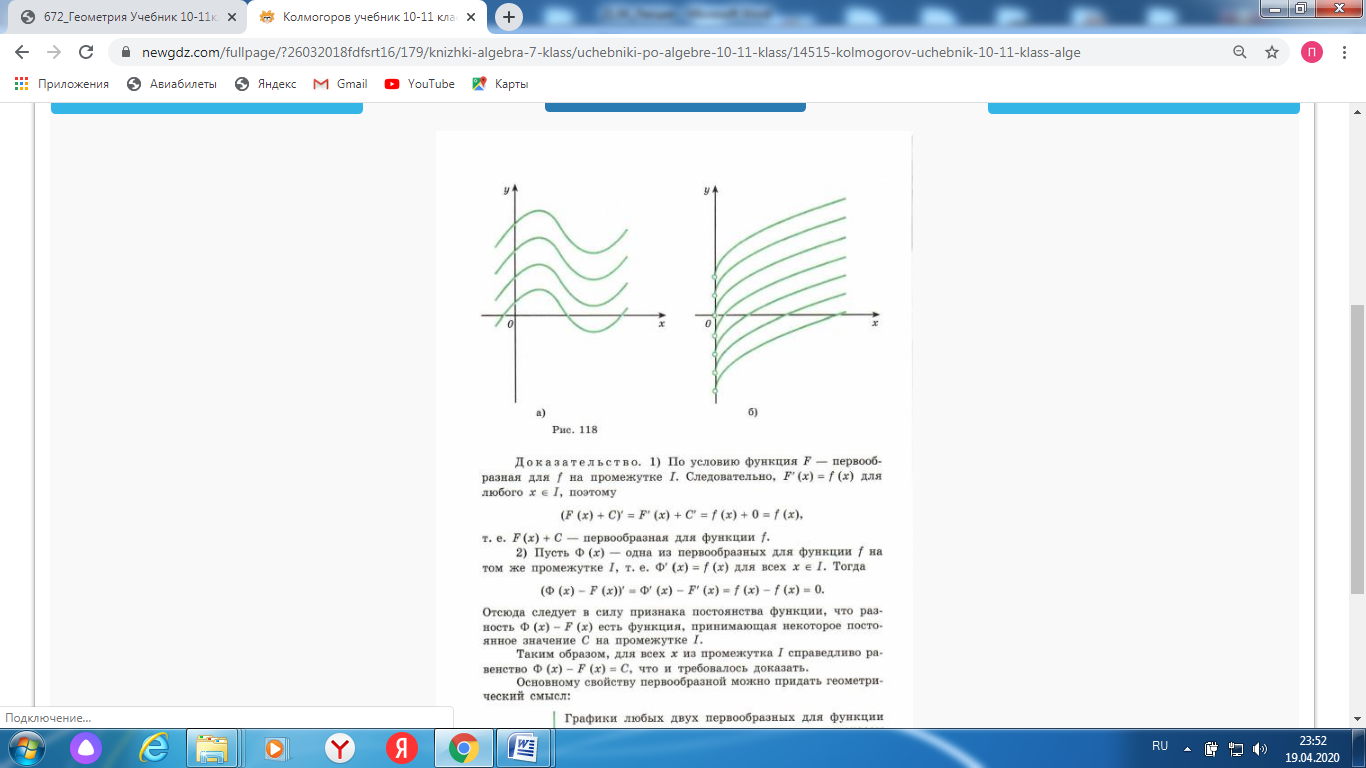 672_Геометрия Учебник 10-11кл
Колмогоров учебник 10-11 клас
newgdz.com/fullpage/?26032018fdfsrt16/179/knizhki-algebra-7-klass/uchebniki-po-algebre-10-11-klass/14515-kolmogorov-uchebnik-10-11-klass-alge
П
Приложения
Авиабилеты
Яндекс
Gmail
YouTube
Карты
y
0
x
а)
y
0
x
б)
Рис. 118
Доказательство. 1) По условию функция F — первооб-
разная для f на промежутке I. Следовательно, F′ (x) = f (x) для
любого x ∈ I, поэтому
(F (x) + C)′ = F′ (x) + C′ = f (x) + 0 = f (x),
т. е. F (x) + C — первообразная для функции f.
2) Пусть Φ (x) — одна из первообразных для функции f на
том же промежутке I, т. е. Φ′ (x) = f (x) для всех x ∈ I. Тогда
(Φ (x) − F (x))′ = Φ′ (x) − F′ (x) = f (x) − f (x) = 0.
Отсюда следует в силу признака постоянства функции, что раз-
ность Φ (x) − F (x) есть функция, принимающая некоторое посто-
янное значение C на промежутке I.
Таким образом, для всех x из промежутка I справедливо ра-
венство Φ (x) − F (x) = C, что и требовалось доказать.
Основному свойству первообразной можно придать геометри-
ческий смысл:
Графики любых двух первообразных для функции
Подключение...
RU
23:52
19.04.2020